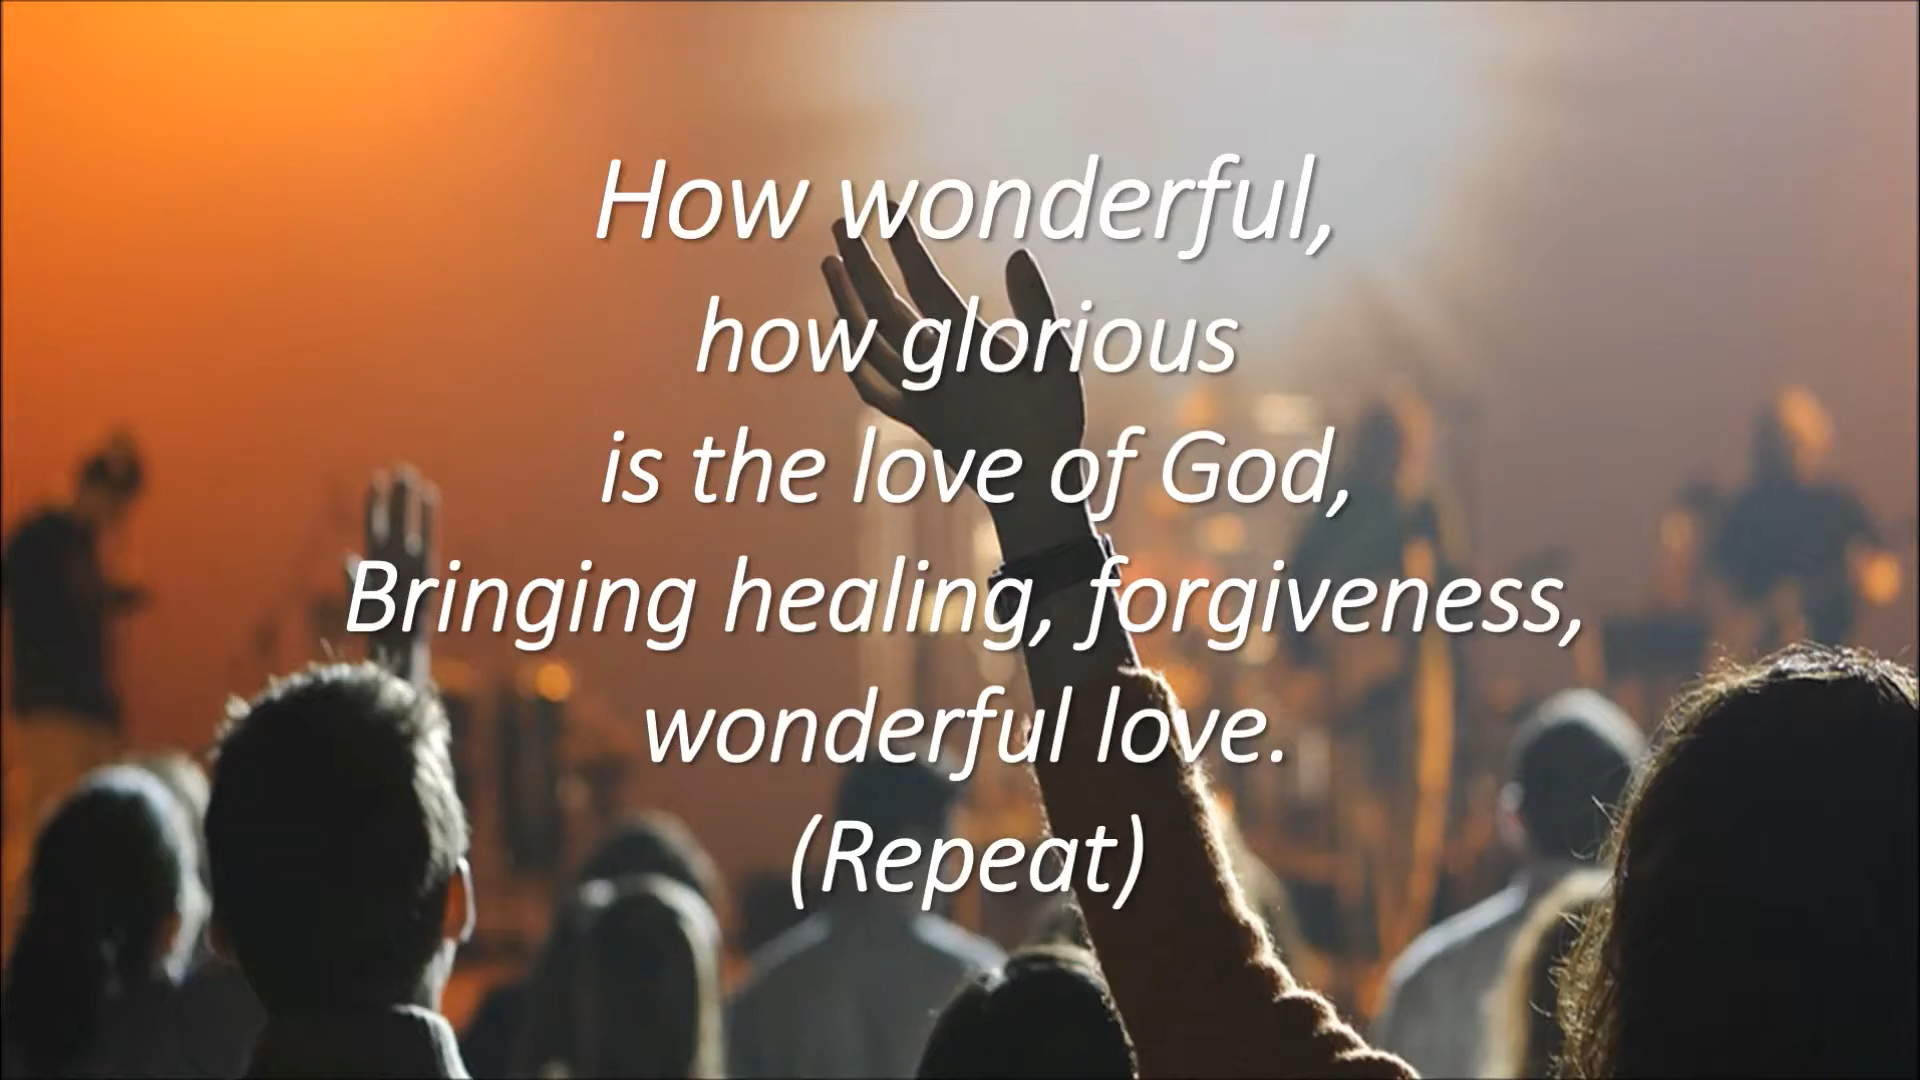 How wonderful,
how glorious
is the love of God,
Bringing healing, forgiveness,
wonderful love.
(Repeat)